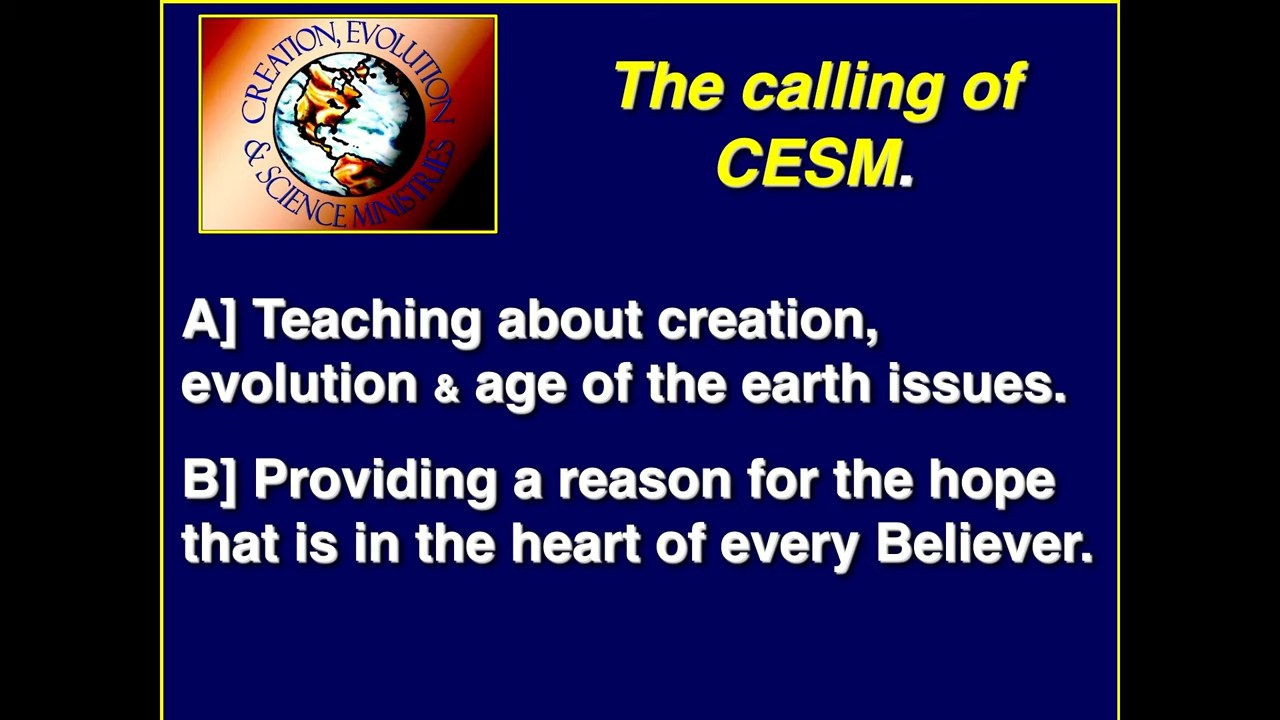 CREATION, EVOLUTION
& SCIENCE MINISTRIES
The calling of
CESM.
A] Teaching about creation,
evolution & age of the earth issues.
B] Providing a reason for the hope
that is in the heart of every Believer.